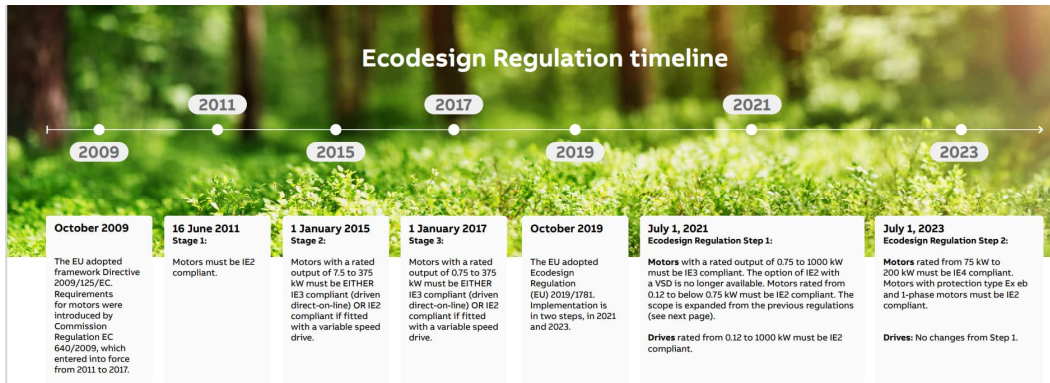 Ecodesign Regulation timeline
2011
2017
2021
2009
2015
2019
2023
October 2009
The EU adopted
framework Directive
2009/125/EC.
Requirements
for motors were
introduced by
Commission
Regulation EC
640/2009, which
entered into force
from 2011 to 2017.
16 June 2011
Stage 1:
Motors must be IE2
compliant.
1 January 2015
Stage 2:
Motors with a rated
output of 7.5 to 375
kW must be EITHER
IE3 compliant (driven
direct-on-line) OR IE2
compliant if fitted
with a variable speed
drive.
1 January 2017
Stage 3:
Motors with a rated
output of 0.75 to 375
kW must be EITHER
IE3 compliant (driven
direct-on-line) OR IE2
compliant if fitted
with a variable speed
drive.
October 2019
The EU adopted
Ecodesign
Regulation
(EU) 2019/1781.
Implementation is
in two steps, in 2021
and 2023.
July 1, 2021
Ecodesign Regulation Step 1:
Motors with a rated output of 0.75 to 1000 kW
must be IE3 compliant. The option of IE2 with
a VSD is no longer available. Motors rated from
0.12 to below 0.75 kW must be IE2 compliant. The
scope is expanded from the previous regulations
(see next page).
Drives rated from 0.12 to 1000 kW must be IE2
compliant.
July 1, 2023
Ecodesign Regulation Step 2:
Motors rated from 75 kW to
200 kW must be IE4 compliant.
Motors with protection type Ex eb
and 1-phase motors must be IE2
compliant.
Drives: No changes from Step 1.